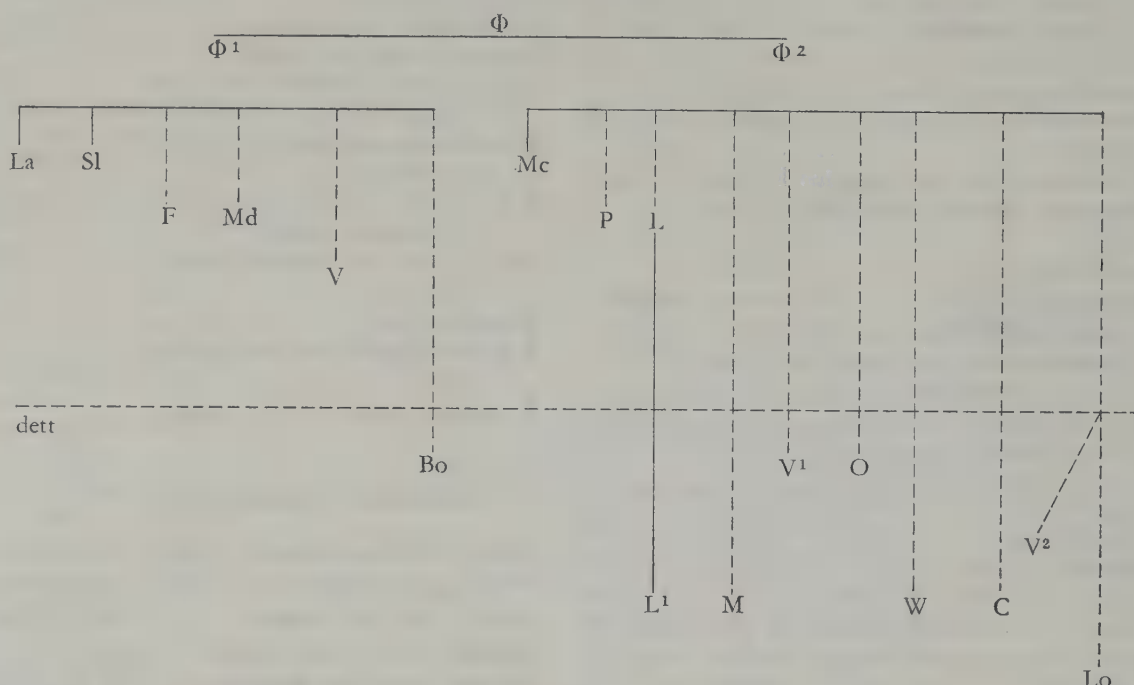 Φ
Φ¹ Φ²
La Sl Mc
F Md P L
V
dett
Bo V¹ O
V²
L¹ M W C
Lo